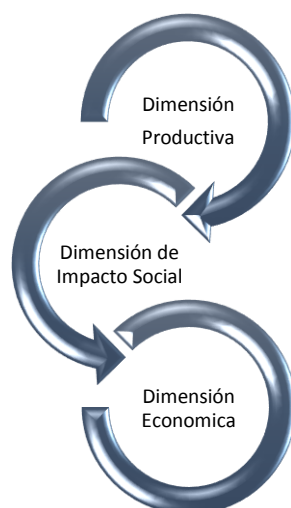 Dimensión
Productiva
Dimensión de
Impacto Social
Dimensión
Economica